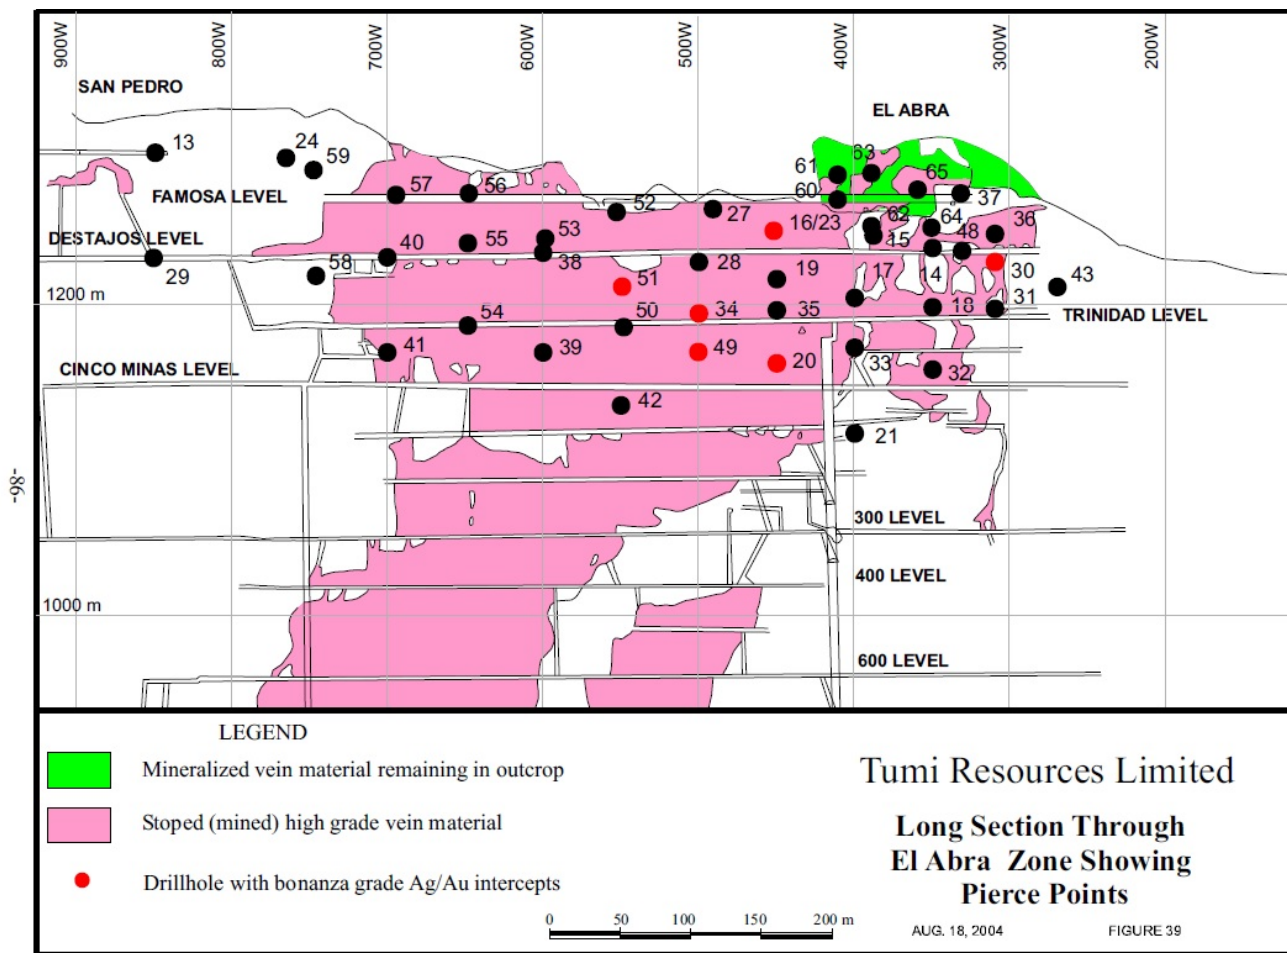 900W
800W
700W
600W
500W
400W
300W
200W
SAN PEDRO
EL ABRA
13
24
59
61
63
FAMOSA LEVEL
57
56
60
65
37
52
27
16/23
62
64
36
DESTAJOS LEVEL
40
55
53
38
15
48
29
58
51
28
19
17
14
30
43
1200 m
54
50
34
35
18
31
TRINIDAD LEVEL
CINCO MINAS LEVEL
41
39
49
20
33
32
42
21
-98-
300 LEVEL
400 LEVEL
1000 m
600 LEVEL
LEGEND
Mineralized vein material remaining in outcrop
Stoped (mined) high grade vein material
Drillhole with bonanza grade Ag/Au intercepts
0 50 100 150 200 m
Tumi Resources Limited
Long Section Through
El Abra Zone Showing
Pierce Points
AUG. 18, 2004 FIGURE 39